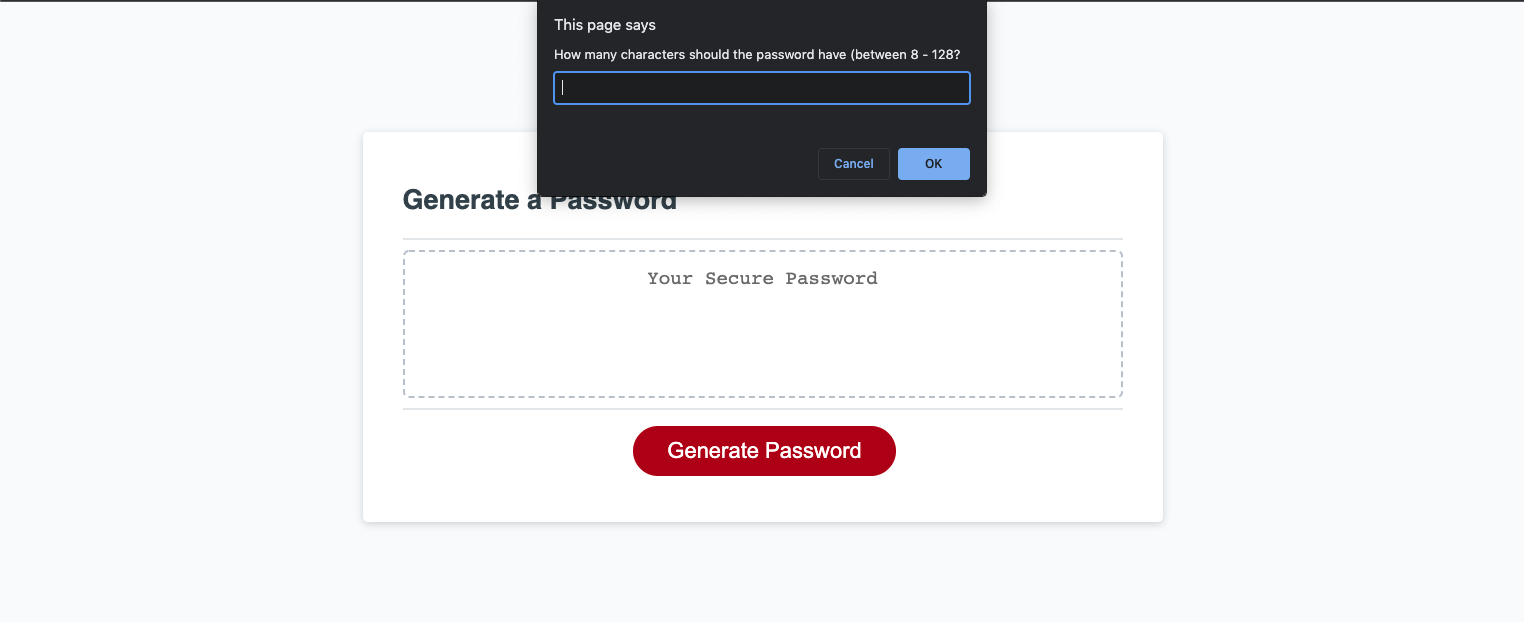 This page says
How many characters should the password have (between 8 - 128?
Cancel
OK
Generate a Password
Your Secure Password
Generate Password